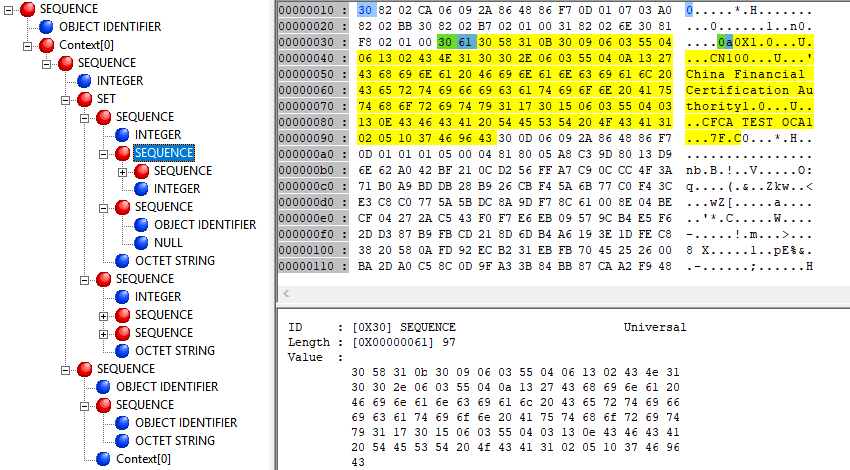 SEQUENCE
OBJECT IDENTIFIER
Context[0]
SEQUENCE
INTEGER
SET
SEQUENCE
INTEGER
SEQUENCE
SEQUENCE
INTEGER
SEQUENCE
OBJECT IDENTIFIER
NULL
OCTET STRING
SEQUENCE
INTEGER
SEQUENCE
SEQUENCE
OCTET STRING
SEQUENCE
OBJECT IDENTIFIER
SEQUENCE
OBJECT IDENTIFIER
OCTET STRING
Context[0]
00000010 : 30 82 02 CA 06 09 2A 86 48 86 F7 0D 01 07 03 A0 0.....*.H.......
00000020 : 82 02 BB 30 82 02 B7 02 01 00 31 82 02 6E 30 81 ...0......1..n0.
00000030 : F8 02 01 00 30 61 30 58 31 0B 30 09 06 03 55 04 ....0a0X1.0...U.
00000040 : 06 13 02 43 4E 31 30 30 2E 06 03 55 04 0A 13 27 ...CN100...U...'
00000050 : 43 68 69 6E 61 20 46 69 6E 61 6E 63 69 61 6C 20 China Financial
00000060 : 43 65 72 74 69 66 69 63 61 74 69 6F 6E 20 41 75 Certification Au
00000070 : 74 68 6F 72 69 74 79 31 17 30 15 06 03 55 04 03 thority1.0...U..
00000080 : 13 0E 43 46 43 41 20 54 45 53 54 20 4F 43 41 31 ..CFCA TEST OCA1
00000090 : 02 05 10 37 46 96 43 30 0D 06 09 2A 86 48 86 F7 ...7F.C0...*.H..
000000a0 : 0D 01 01 01 05 00 04 81 80 05 A8 C3 9D 80 13 D9 ................
000000b0 : 6E 62 A0 42 BF 21 0C D2 56 FF A7 C9 0C CC 4F 3A nb.B.!..V.....O:
000000c0 : 71 B0 A9 BD DB 28 B9 26 CB F4 5A 6B 77 C0 F4 3C q....(.&..Zkw..<
000000d0 : E3 C8 C0 77 5A 5B DC 8A 9D F7 8C 61 00 8E 04 BE ...wZ[.....a....
000000e0 : CF 04 27 2A C5 43 F0 F7 E6 EB 09 57 9C B4 E5 F6 ..'*.C.....W....
000000f0 : 2D D3 87 B9 FB CD 21 8D 6D B4 A6 19 3E 1D FE C8 -.....!.m...>...
00000100 : 38 20 58 0A FD 92 EC B2 31 EB FB 70 45 25 26 00 8 X.....1..pE%&.
00000110 : BA 2D A0 C5 8C 0D 9F A3 3B 84 BB 87 CA A2 F9 48 .-......;......H
ID : [0X30] SEQUENCE Universal
Length : [0X00000061] 97
Value :
30 58 31 0b 30 09 06 03 55 04 06 13 02 43 4e 31
30 30 2e 06 03 55 04 0a 13 27 43 68 69 6e 61 20
46 69 6e 61 6e 63 69 61 6c 20 43 65 72 74 69 66
69 63 61 74 69 6f 6e 20 41 75 74 68 6f 72 69 74
79 31 17 30 15 06 03 55 04 03 13 0e 43 46 43 41
20 54 45 53 54 20 4f 43 41 31 02 05 10 37 46 96
43